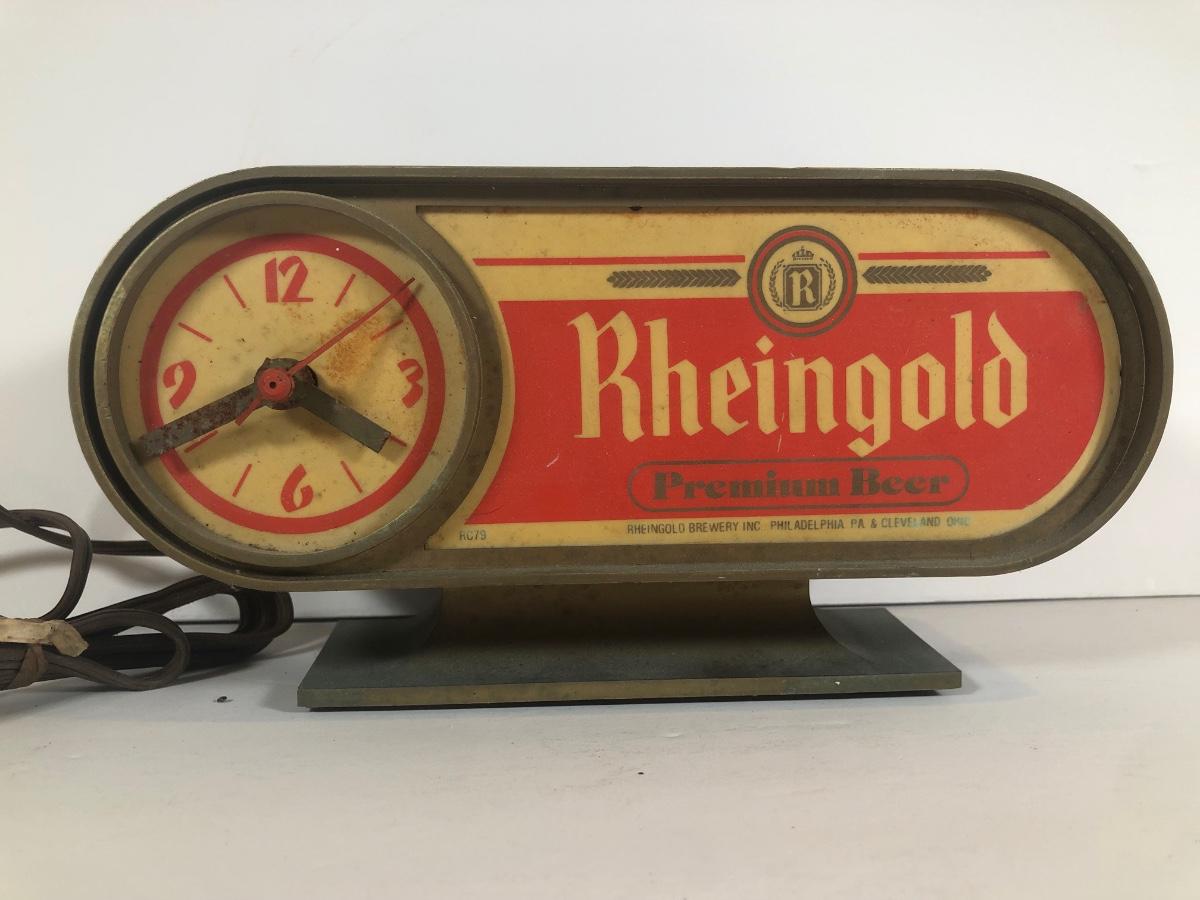 12
9
3
6
R
Rheingold
Premium Beer
RHEINGOLD BREWERY INC. PHILADELPHIA PA. & CLEVELAND OHIO
RC79